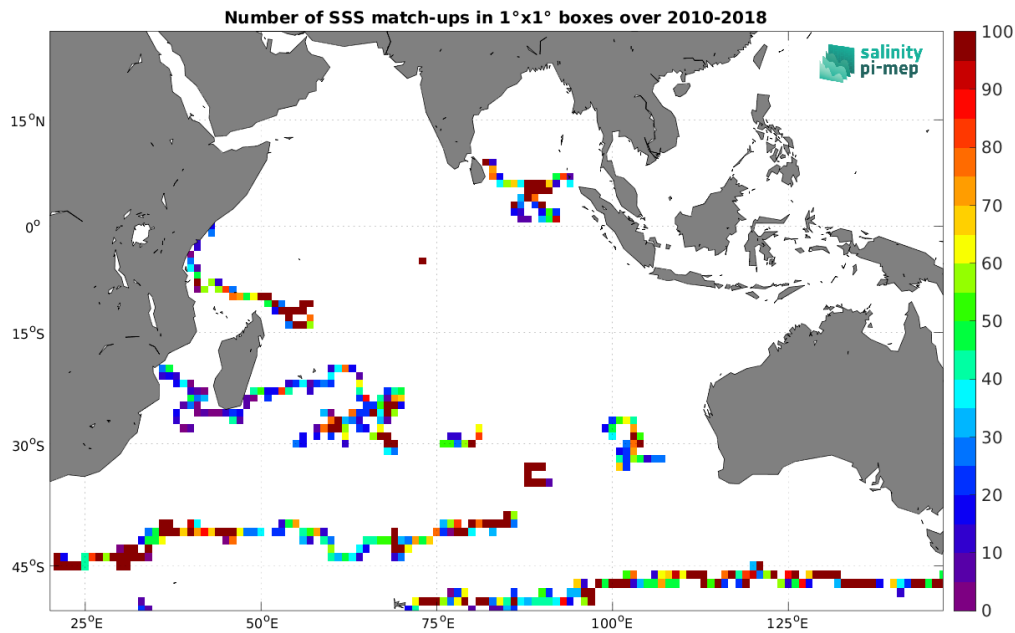 Number of SSS match-ups in 1°x1° boxes over 2010-2018
salinity
pi-mep
15°N
0°
15°S
30°S
45°S
25°E
50°E
75°E
100°E
125°E
100
90
80
70
60
50
40
30
20
10
0